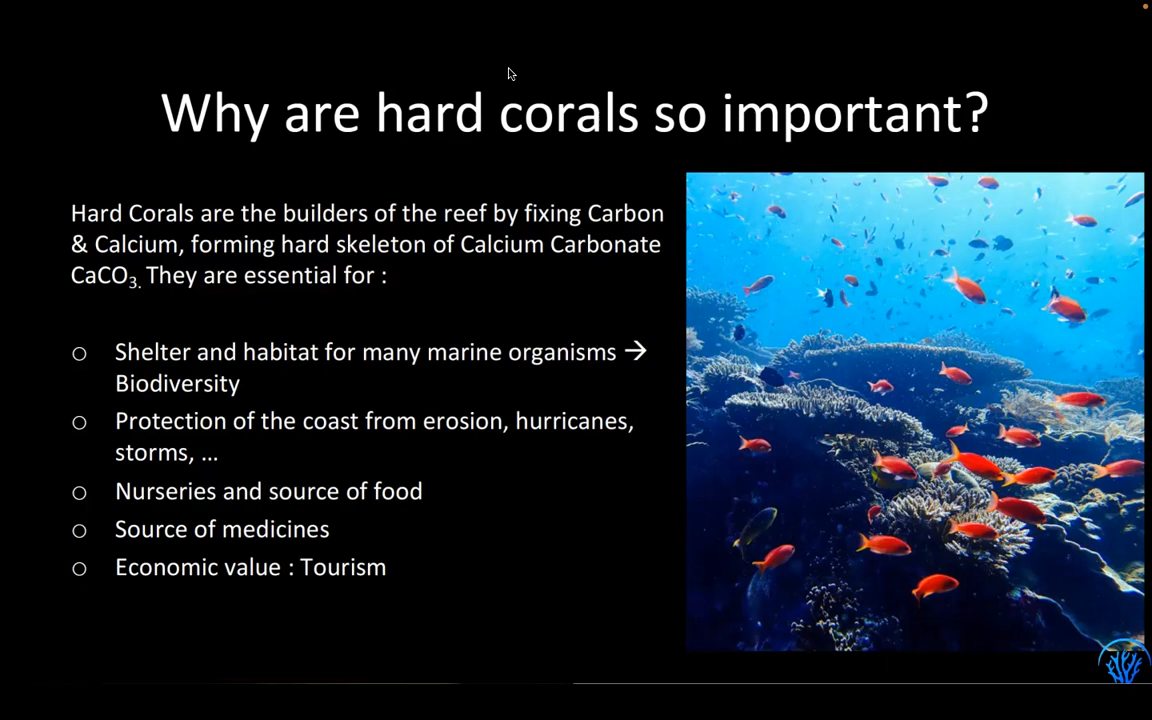 Why are hard corals so important?
Hard Corals are the builders of the reef by fixing Carbon
& Calcium, forming hard skeleton of Calcium Carbonate
CaCO₃. They are essential for :
○ Shelter and habitat for many marine organisms →
Biodiversity
○ Protection of the coast from erosion, hurricanes,
storms, ...
○ Nurseries and source of food
○ Source of medicines
○ Economic value : Tourism